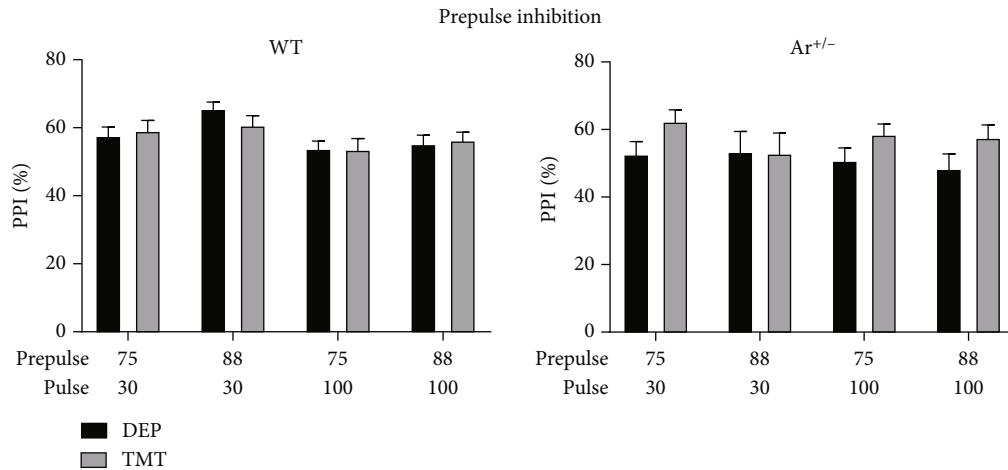 Prepulse inhibition
WT
PPI (%)
80
60
40
20
0
Prepulse 75 88 75 88
Pulse 30 30 100 100
Ar+/–
PPI (%)
80
60
40
20
0
Prepulse 75 88 75 88
Pulse 30 30 100 100
DEP
TMT